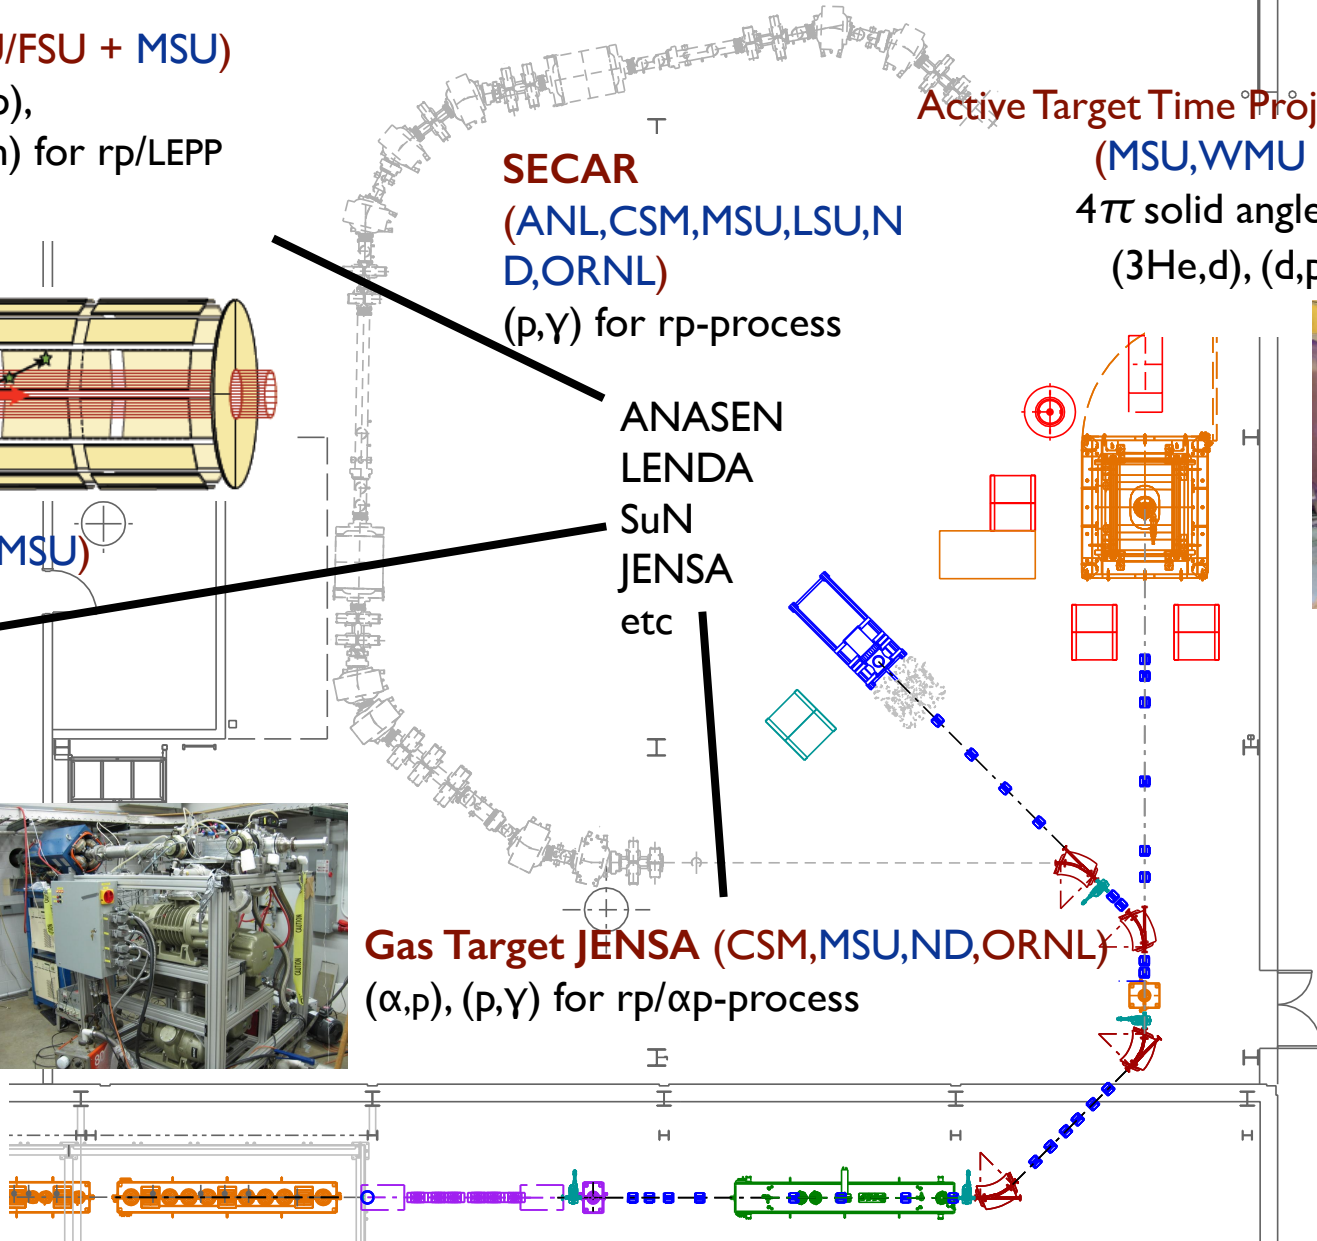 /FSU + MSU)
),
) for rp/LEPP
Active Target Time Proj
(MSU,WMU
4π solid angle
(3He,d), (d,p
SECAR
(ANL,CSM,MSU,LSU,N
D,ORNL)
(p,γ) for rp-process
ANASEN
LENDA
SuN
JENSA
etc
MSU)
Gas Target JENSA (CSM,MSU,ND,ORNL)
(α,p), (p,γ) for rp/αp-process